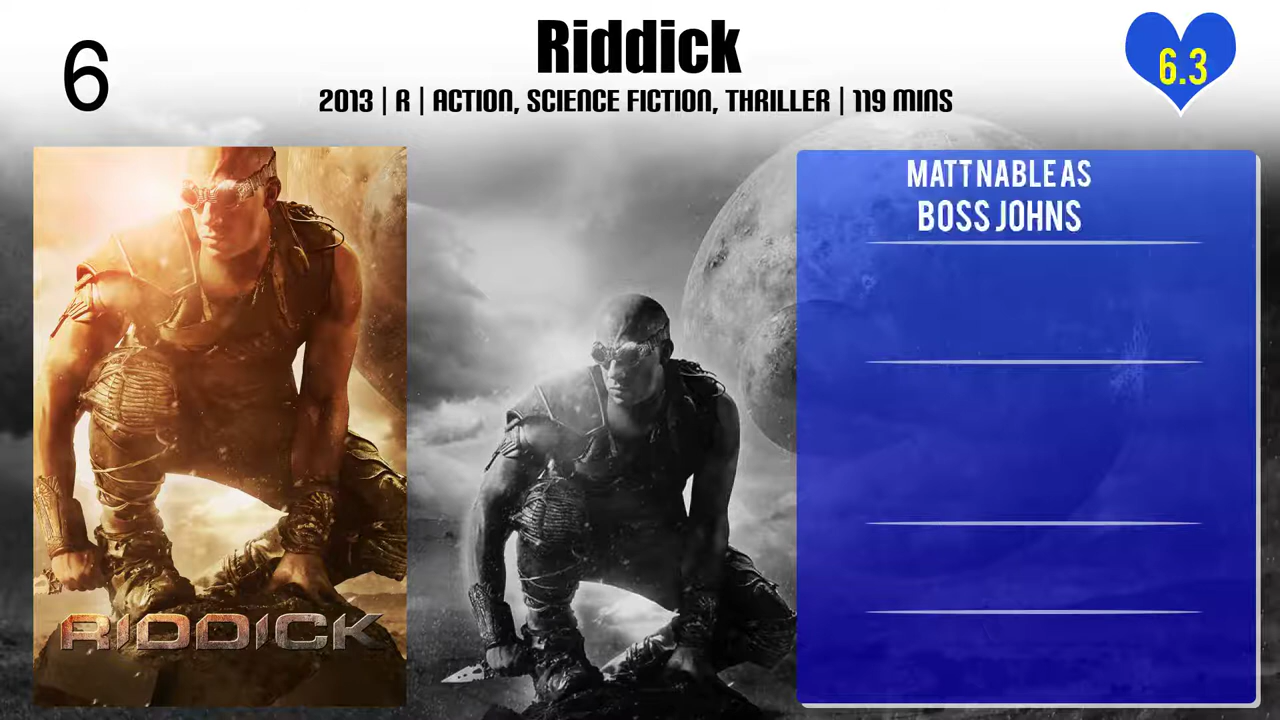 6
Riddick
6.3
2013 | R | ACTION, SCIENCE FICTION, THRILLER | 119 MINS
MATT NABLE AS
BOSS JOHNS
RIDDICK